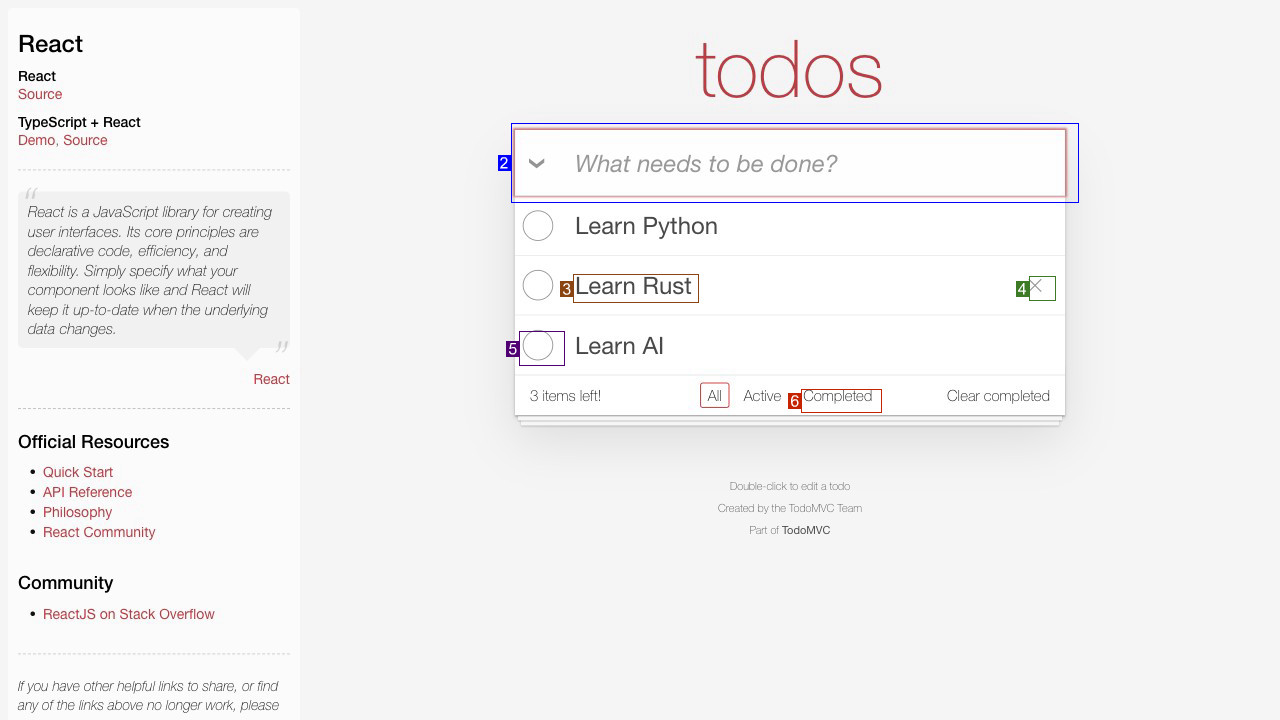 React
React
Source
TypeScript + React
Demo, Source
“
React is a JavaScript library for creating
user interfaces. Its core principles are
declarative code, efficiency, and
flexibility. Simply specify what your
component looks like and React will
keep it up-to-date when the underlying
data changes.
”
React
Official Resources
• Quick Start
• API Reference
• Philosophy
• React Community
Community
• ReactJS on Stack Overflow
If you have other helpful links to share, or find
any of the links above no longer work, please
todos
2
What needs to be done?
Learn Python
3 Learn Rust 4 ×
5 Learn AI
3 items left! All Active 6 Completed Clear completed
Double-click to edit a todo
Created by the TodoMVC Team
Part of TodoMVC